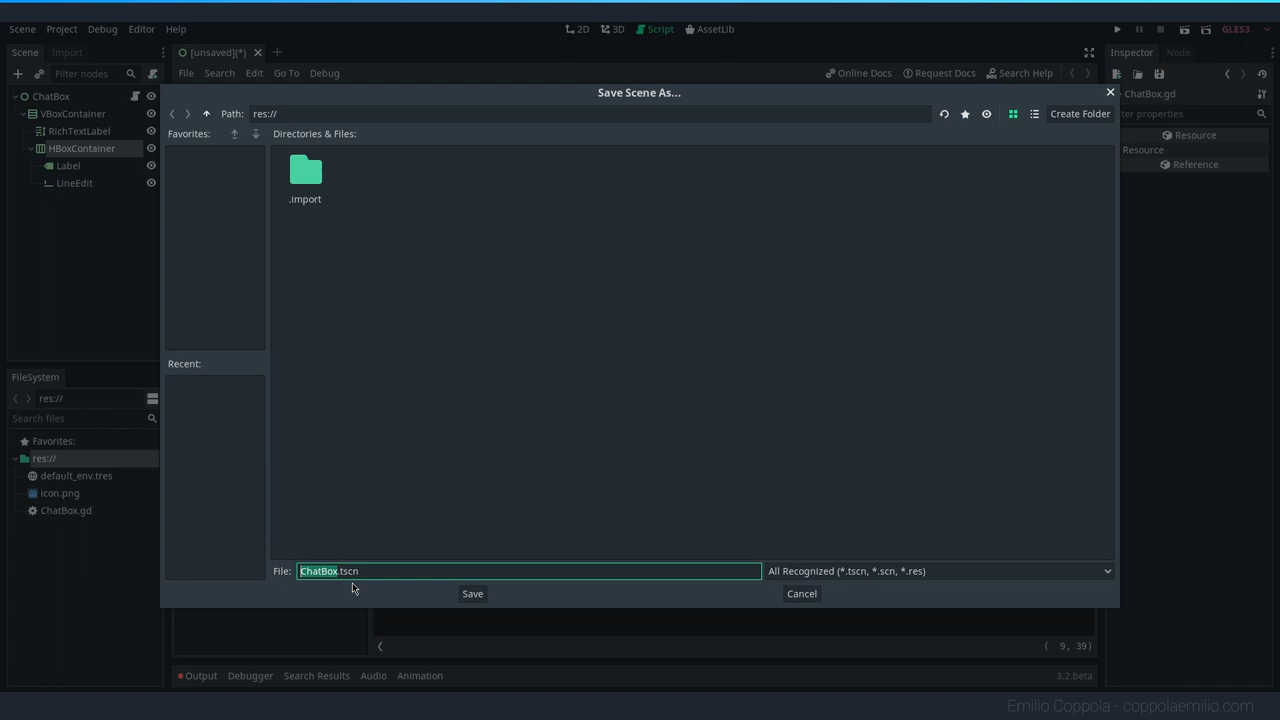 Scene Project Debug Editor Help
2D 3D Script AssetLib
GLES3
Scene Import
[unsaved](*)
Inspector Node
Filter nodes
File Search Edit Go To Debug
Online Docs Request Docs Search Help
Save Scene As...
ChatBox
ChatBox.gd
Path: res://
Create Folder
VBoxContainer
ilter properties
Favorites:
Directories & Files:
RichTextLabel
Resource
HBoxContainer
Resource
Label
Reference
LineEdit
.import
Recent:
FileSystem
res://
Search files
Favorites:
res://
default_env.tres
icon.png
ChatBox.gd
File: ChatBox.tscn
All Recognized (*.tscn, *.scn, *.res)
Save
Cancel
( 9, 39)
Output Debugger Search Results Audio Animation
3.2.beta
Emilio Coppola - coppolaemilio.com